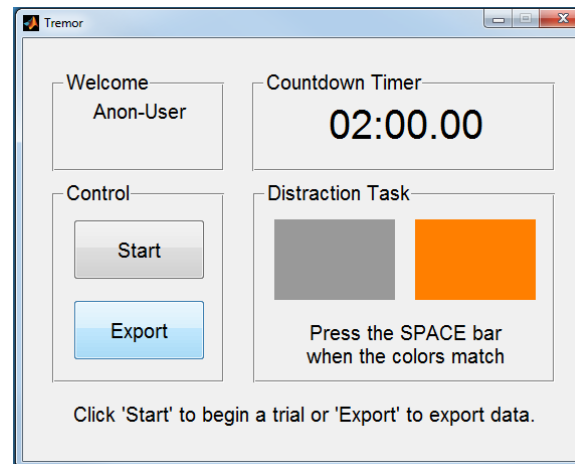 Tremor
Welcome
Anon-User
Countdown Timer
02:00.00
Control
Start
Export
Distraction Task
Press the SPACE bar
when the colors match
Click 'Start' to begin a trial or 'Export' to export data.